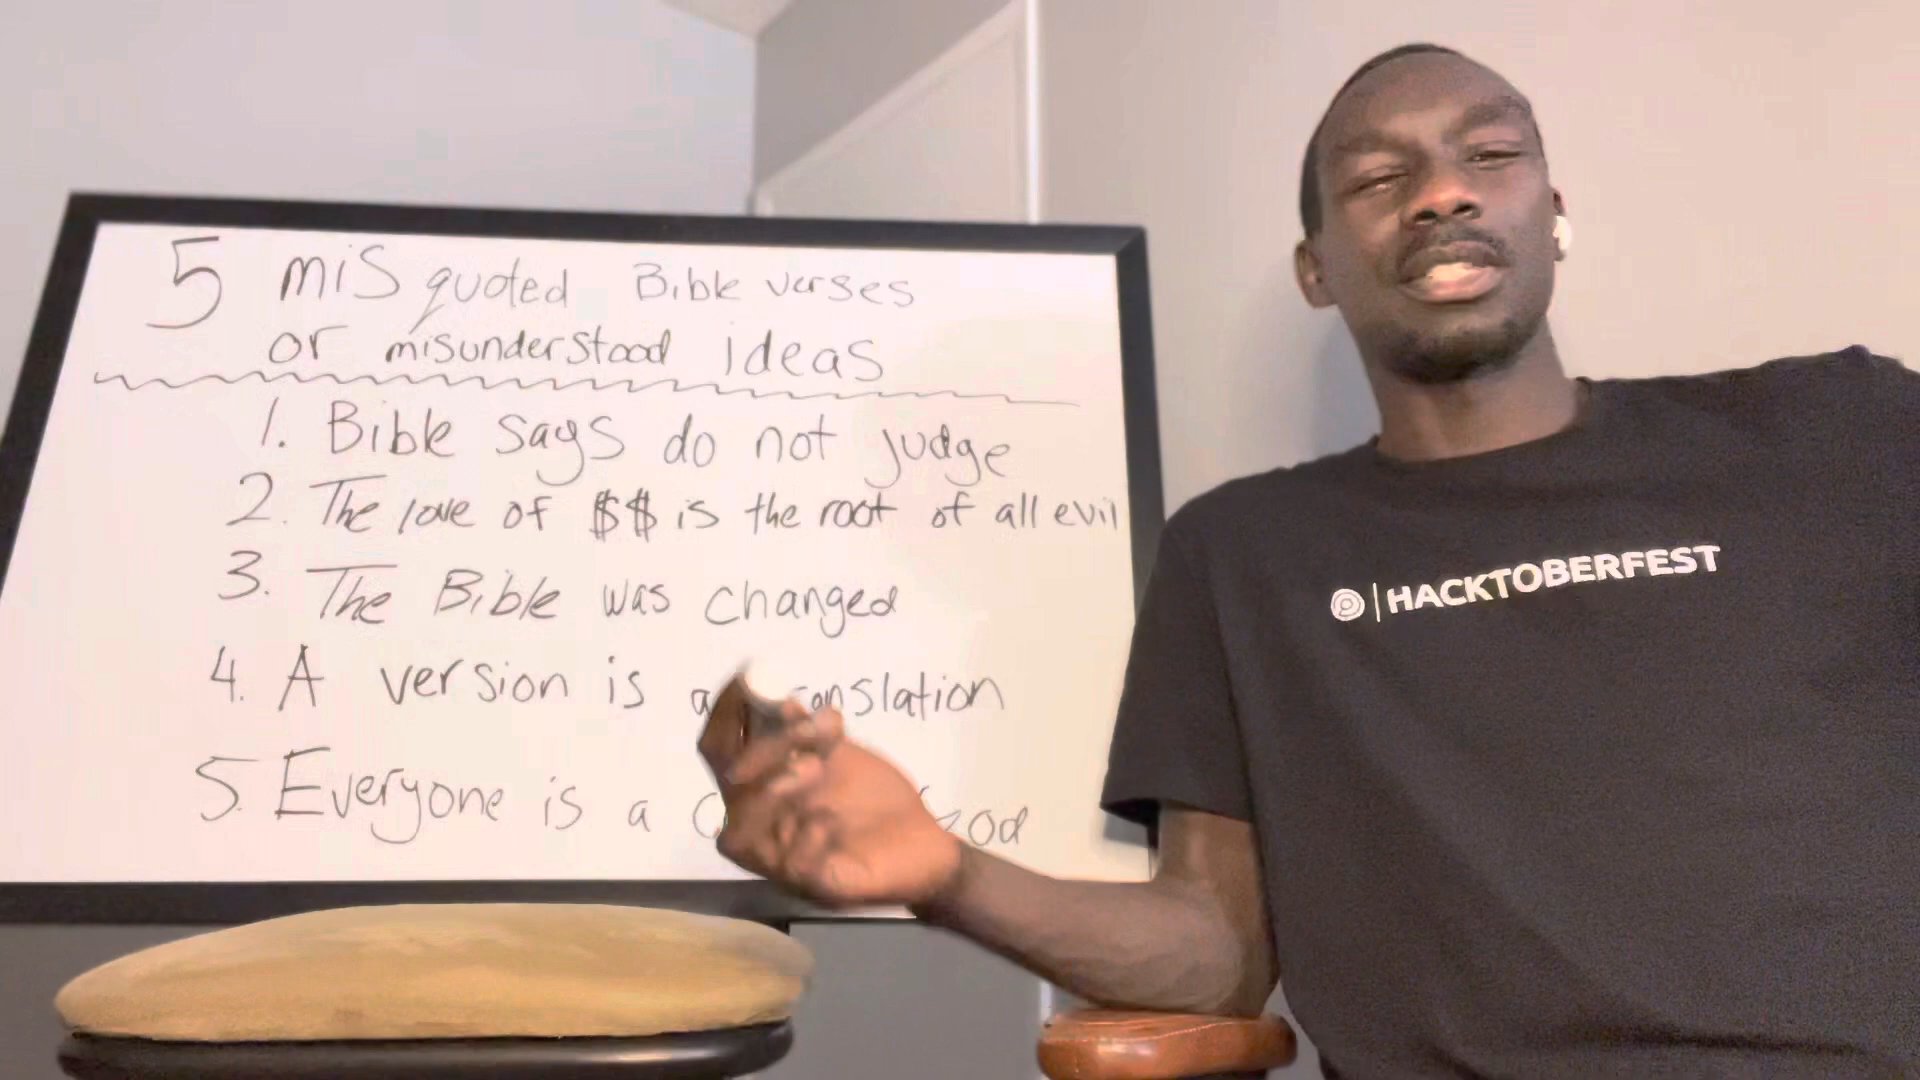 5 misquoted Bible verses
or misunderstood ideas
1. Bible says do not judge
2. The love of $$ is the root of all evil
3. The Bible was changed
4. A version is
5. Everyone is a
HACKTOBERFEST